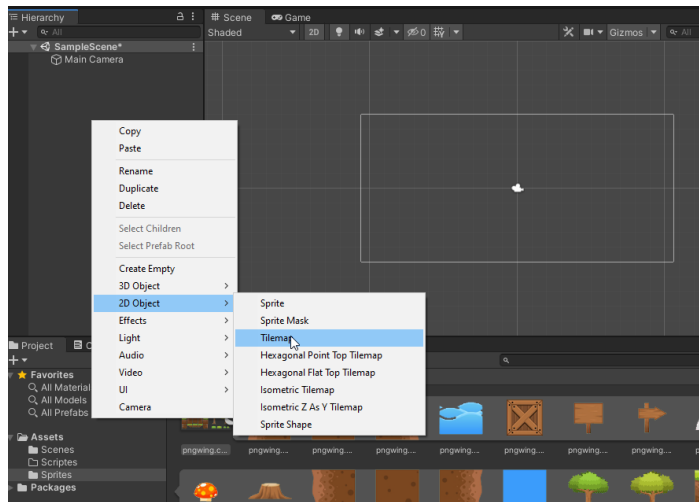 Hierarchy
All
SampleScene*
Main Camera
Scene
Game
Shaded
2D
0
Gizmos
All
Copy
Paste
Rename
Duplicate
Delete
Select Children
Select Prefab Root
Create Empty
3D Object
2D Object
Effects
Light
Audio
Video
UI
Camera
Sprite
Sprite Mask
Tilemap
Hexagonal Point Top Tilemap
Hexagonal Flat Top Tilemap
Isometric Tilemap
Isometric Z As Y Tilemap
Sprite Shape
Project
Favorites
All Material
All Models
All Prefabs
Assets
Scenes
Scriptes
Sprites
Packages
pngwing.c...
pngwing....
pngwing....
pngwing....
pngwing....
pngwing....
pngwing....
pngwing....